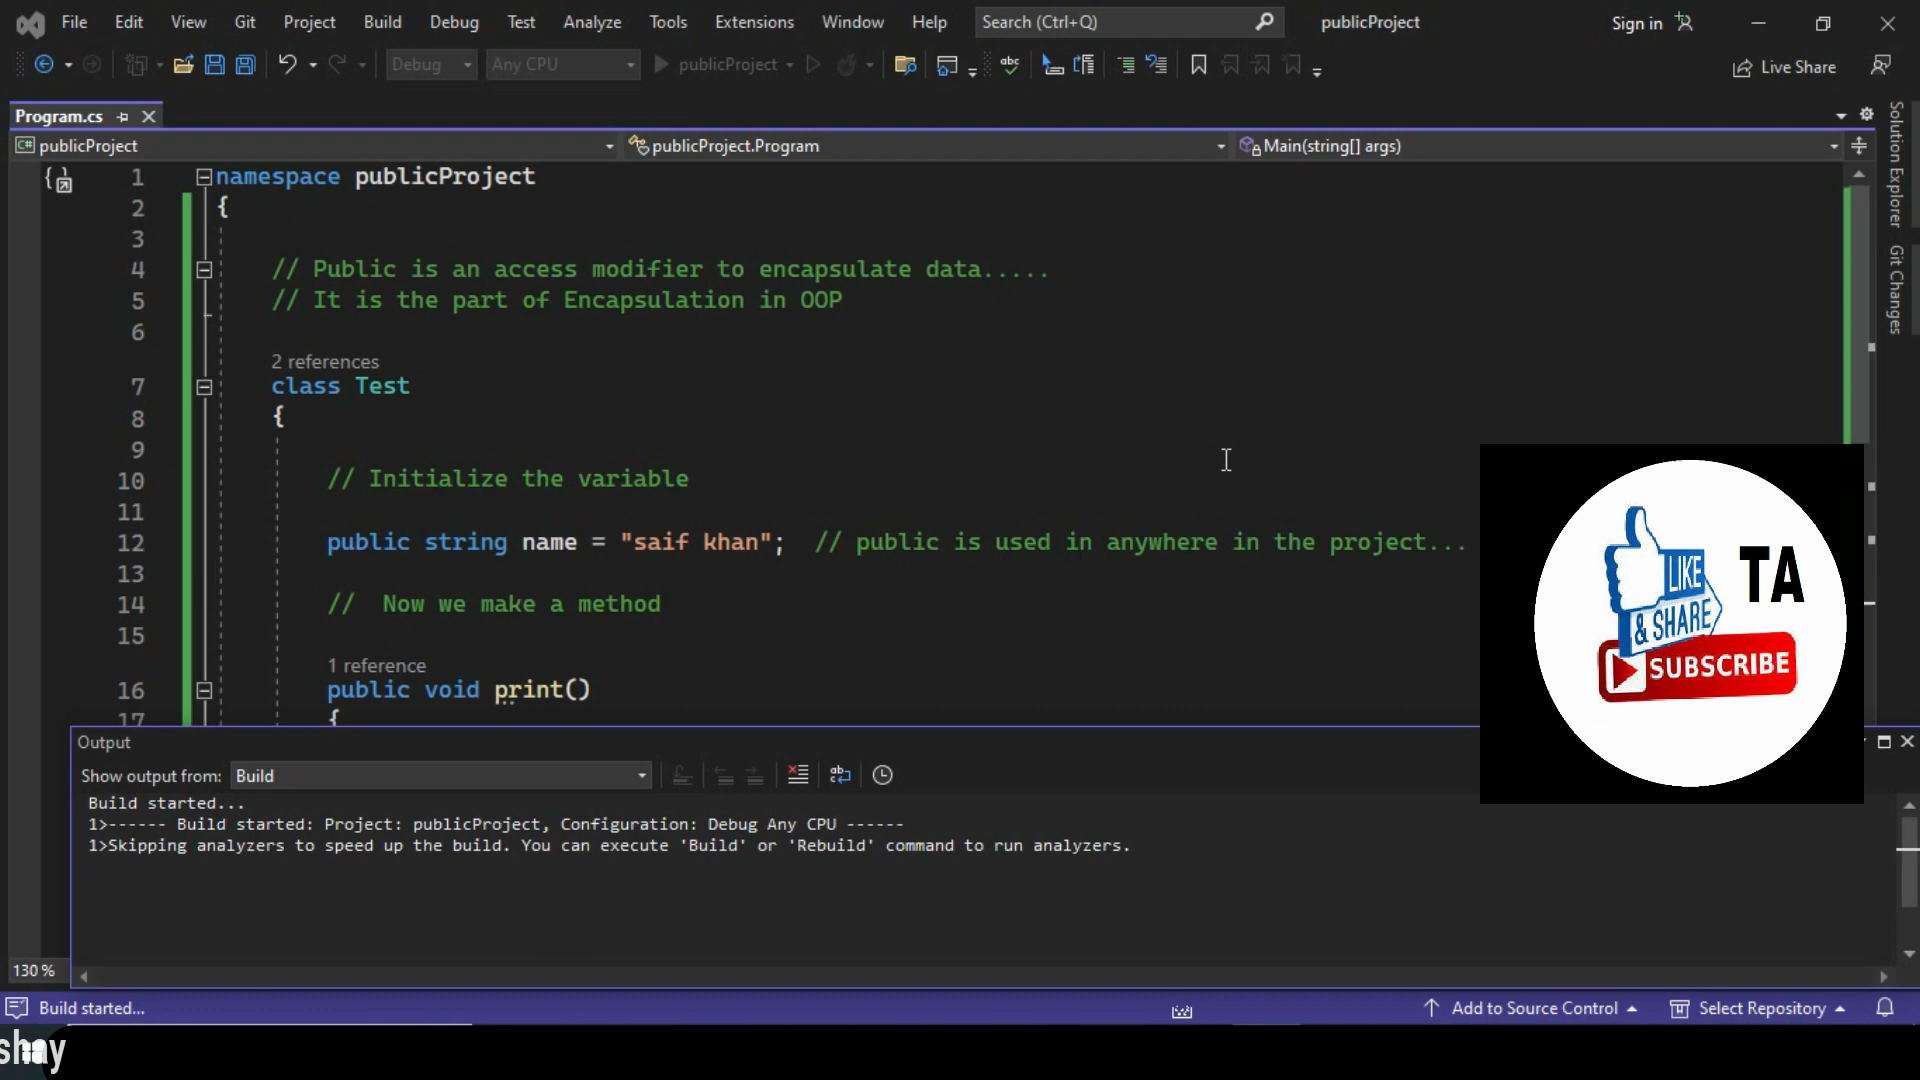 File Edit View Git Project Build Debug Test Analyze Tools Extensions Window Help Search (Ctrl+Q) publicProject Sign in
Debug Any CPU publicProject Live Share
Program.cs
publicProject publicProject.Program Main(string[] args)
Solution Explorer
Git Changes
1 namespace publicProject
2 {
3
4 // Public is an access modifier to encapsulate data.....
5 // It is the part of Encapsulation in OOP
6
2 references
7 class Test
8 {
9
10 // Initialize the variable
11
12 public string name = "saif khan"; // public is used in anywhere in the project...
13
14 // Now we make a method
15
1 reference
16 public void print()
17 {
LIKE
& SHARE
TA
SUBSCRIBE
Output
Show output from: Build
Build started...
1>------ Build started: Project: publicProject, Configuration: Debug Any CPU ------
1>Skipping analyzers to speed up the build. You can execute 'Build' or 'Rebuild' command to run analyzers.
130 %
Build started... Add to Source Control Select Repository